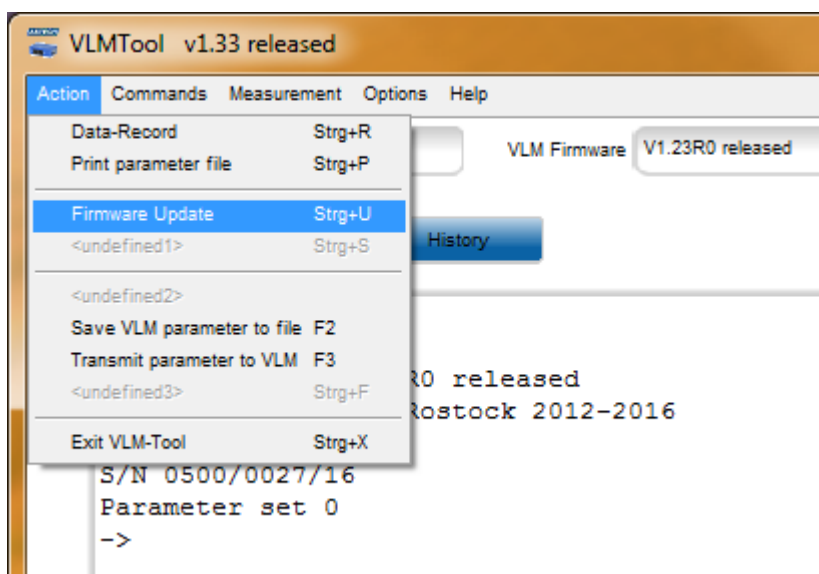 VLMTool v1.33 released
Action Commands Measurement Options Help
Data-Record Strg+R
Print parameter file Strg+P
VLM Firmware V1.23R0 released
Firmware Update Strg+U
<undefined1> Strg+S
History
<undefined2>
Save VLM parameter to file F2
Transmit parameter to VLM F3
<undefined3> Strg+F
R0 released
Rostock 2012-2016
Exit VLM-Tool Strg+X
S/N 0500/0027/16
Parameter set 0
->